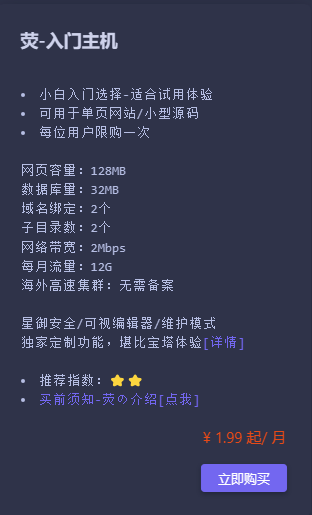 荧-入门主机
• 小白入门选择-适合试用体验
• 可用于单页网站/小型源码
• 每位用户限购一次
网页容量：128MB
数据库量：32MB
域名绑定：2个
子目录数：2个
网络带宽：2Mbps
每月流量：12G
海外高速集群：无需备案
星御安全/可视编辑器/维护模式
独家定制功能，堪比宝塔体验[详情]
• 推荐指数：⭐⭐
• 买前须知-荧の介绍[点我]
¥ 1.99 起/ 月
立即购买